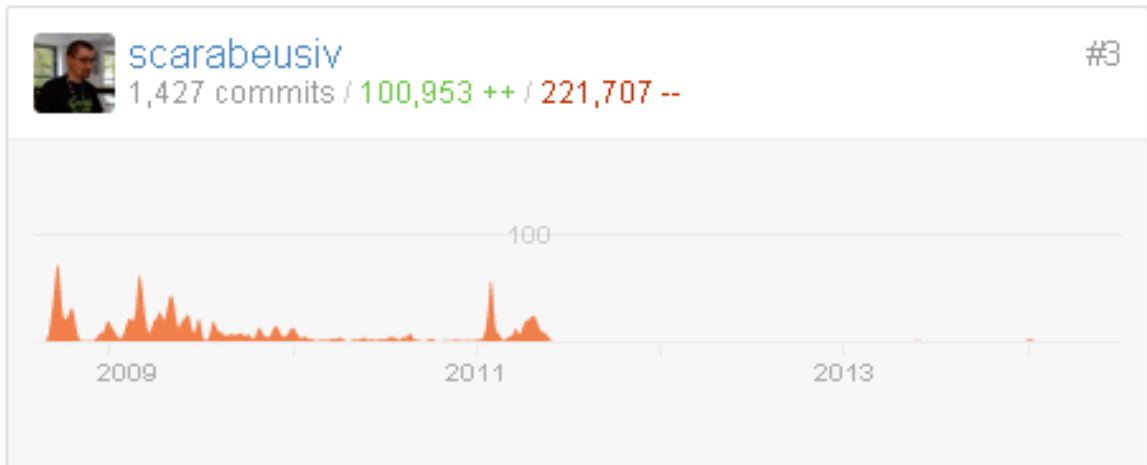 scarabeusiv #3
1,427 commits / 100,953 ++ / 221,707 --
100
2009 2011 2013